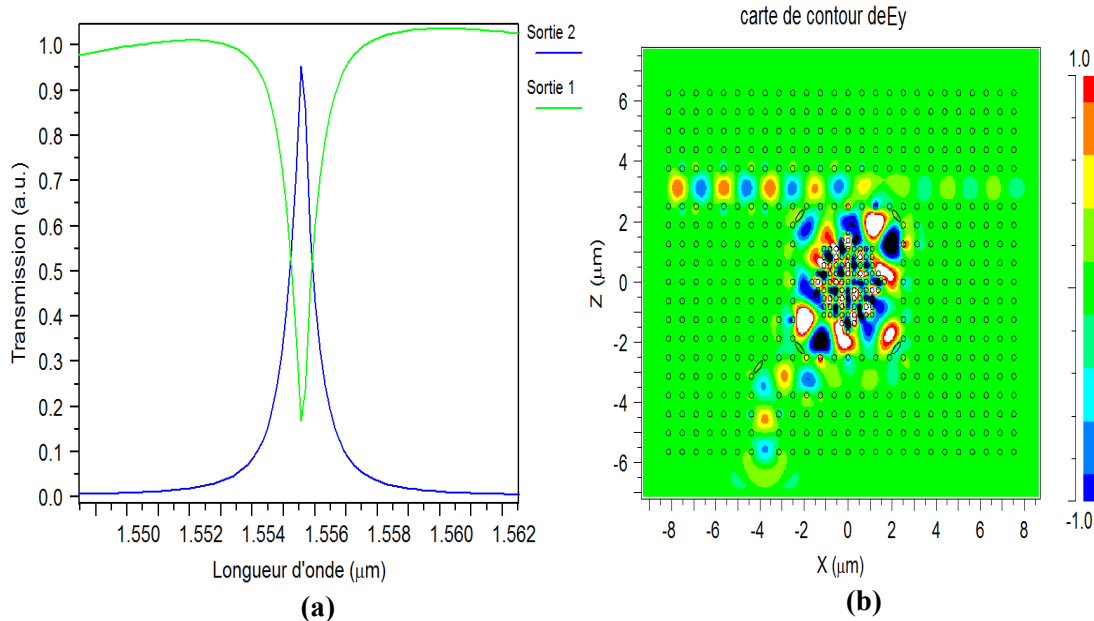 Sortie 2
Sortie 1
1.0
0.9
0.8
0.7
0.6
0.5
0.4
0.3
0.2
0.1
0.0
Transmission (a.u.)
1.550 1.552 1.554 1.556 1.558 1.560 1.562
Longueur d'onde (μm)
(a)
carte de contour deEy
1.0
-1.0
6
4
2
0
-2
-4
-6
Z (μm)
-8 -6 -4 -2 0 2 4 6 8
X (μm)
(b)